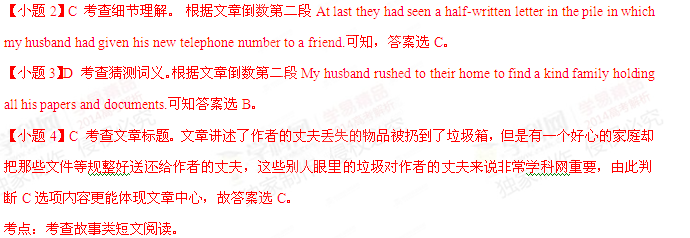 【小题 2】C 考查细节理解。 根据文章倒数第二段 At last they had seen a half-written letter in the pile in which
my husband had given his new telephone number to a friend.可知，答案选 C。
【小题 3】D 考查猜测词义。根据文章倒数第二段 My husband rushed to their home to find a kind family holding
all his papers and documents.可知答案选 B。
【小题 4】C 考查文章标题。文章讲述了作者的丈夫丢失的物品被扔到了垃圾箱，但是有一个好心的家庭却
把那些文件等规整好送还给作者的丈夫，这些别人眼里的垃圾对作者的丈夫来说非常学科网重要，由此判
断 C 选项内容更能体现文章中心，故答案选 C。
考点：考查故事类短文阅读。